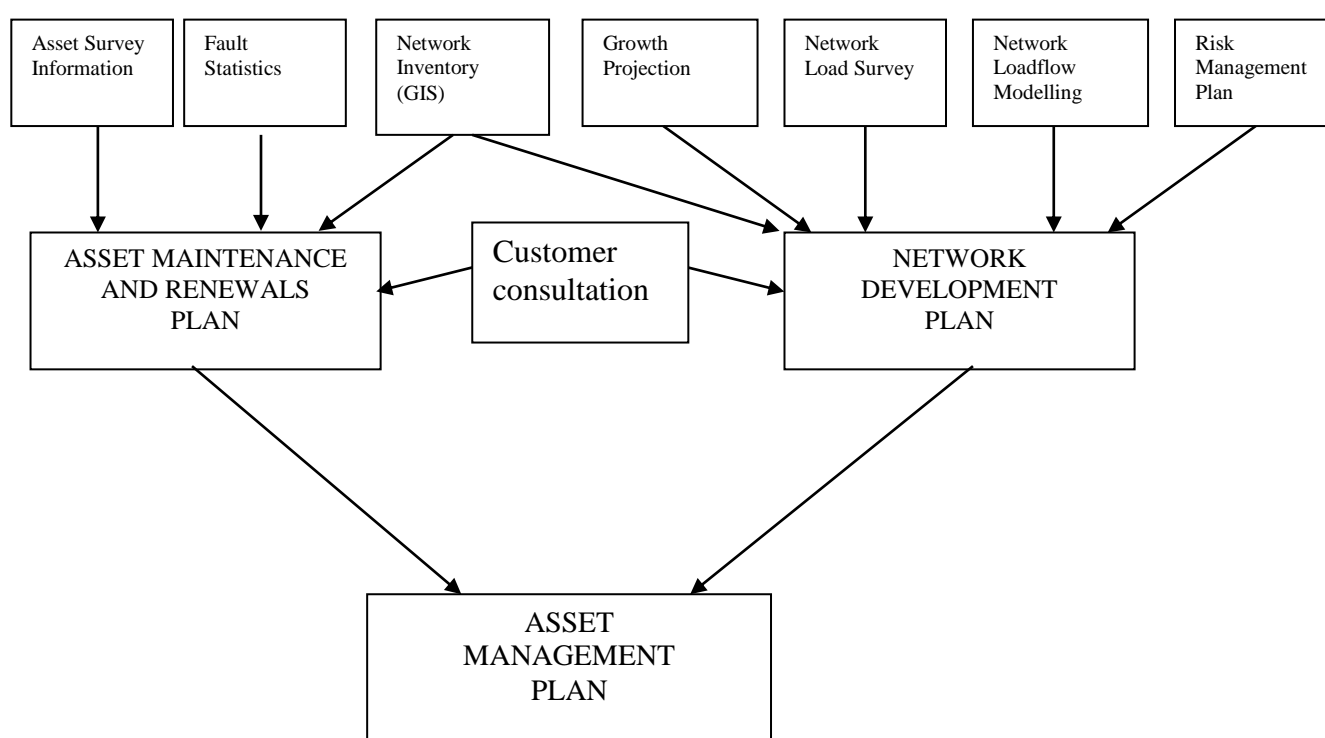 Asset Survey
Information
Fault
Statistics
Network
Inventory
(GIS)
Growth
Projection
Network
Load Survey
Network
Loadflow
Modelling
Risk
Management
Plan
ASSET MAINTENANCE
AND RENEWALS
PLAN
Customer
consultation
NETWORK
DEVELOPMENT
PLAN
ASSET
MANAGEMENT
PLAN